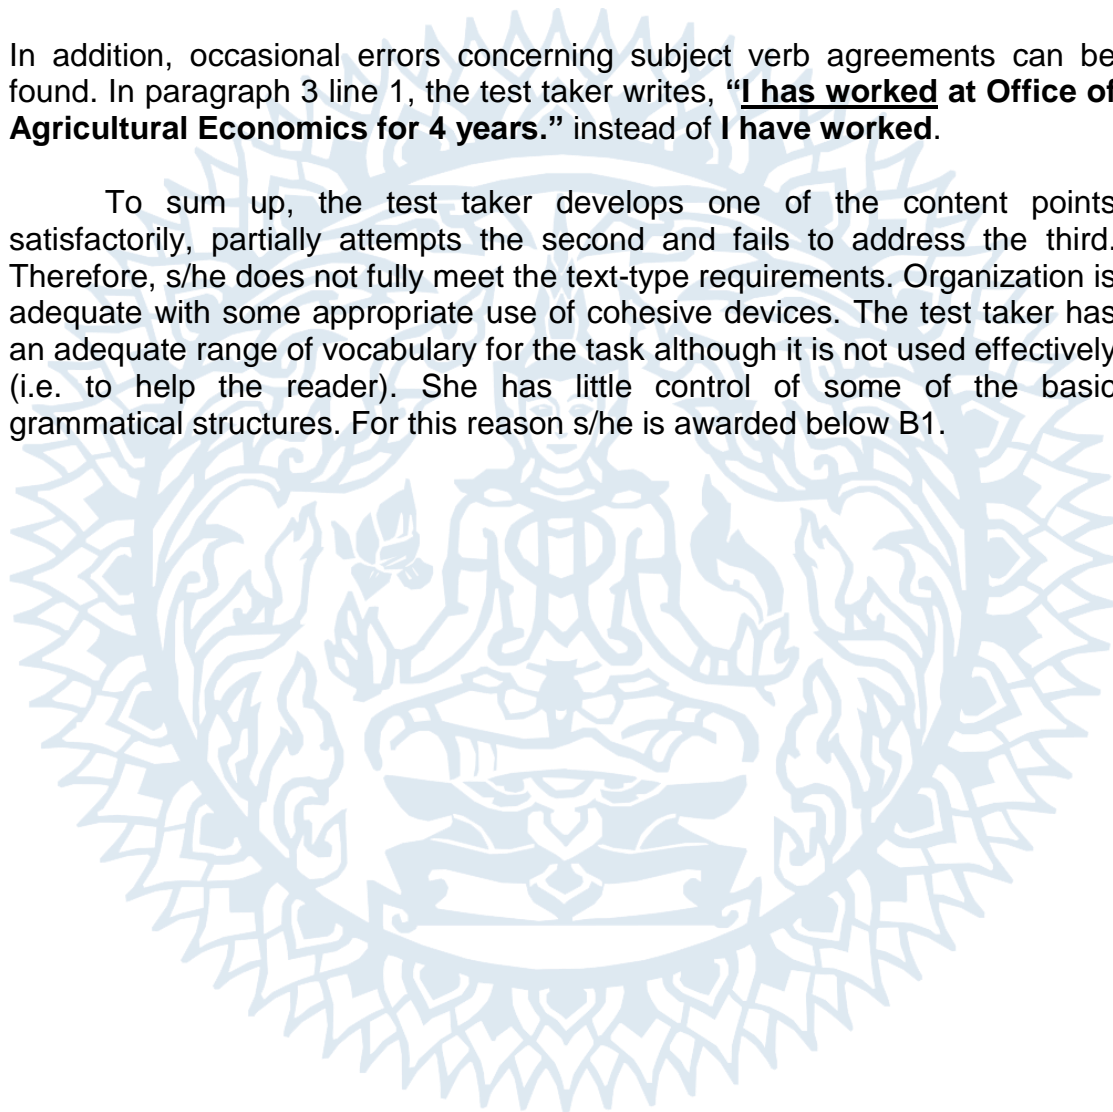 In addition, occasional errors concerning subject verb agreements can be
found. In paragraph 3 line 1, the test taker writes, “I has worked at Office of
Agricultural Economics for 4 years.” instead of I have worked.
To sum up, the test taker develops one of the content points
satisfactorily, partially attempts the second and fails to address the third.
Therefore, s/he does not fully meet the text-type requirements. Organization is
adequate with some appropriate use of cohesive devices. The test taker has
an adequate range of vocabulary for the task although it is not used effectively
(i.e. to help the reader). She has little control of some of the basic
grammatical structures. For this reason s/he is awarded below B1.